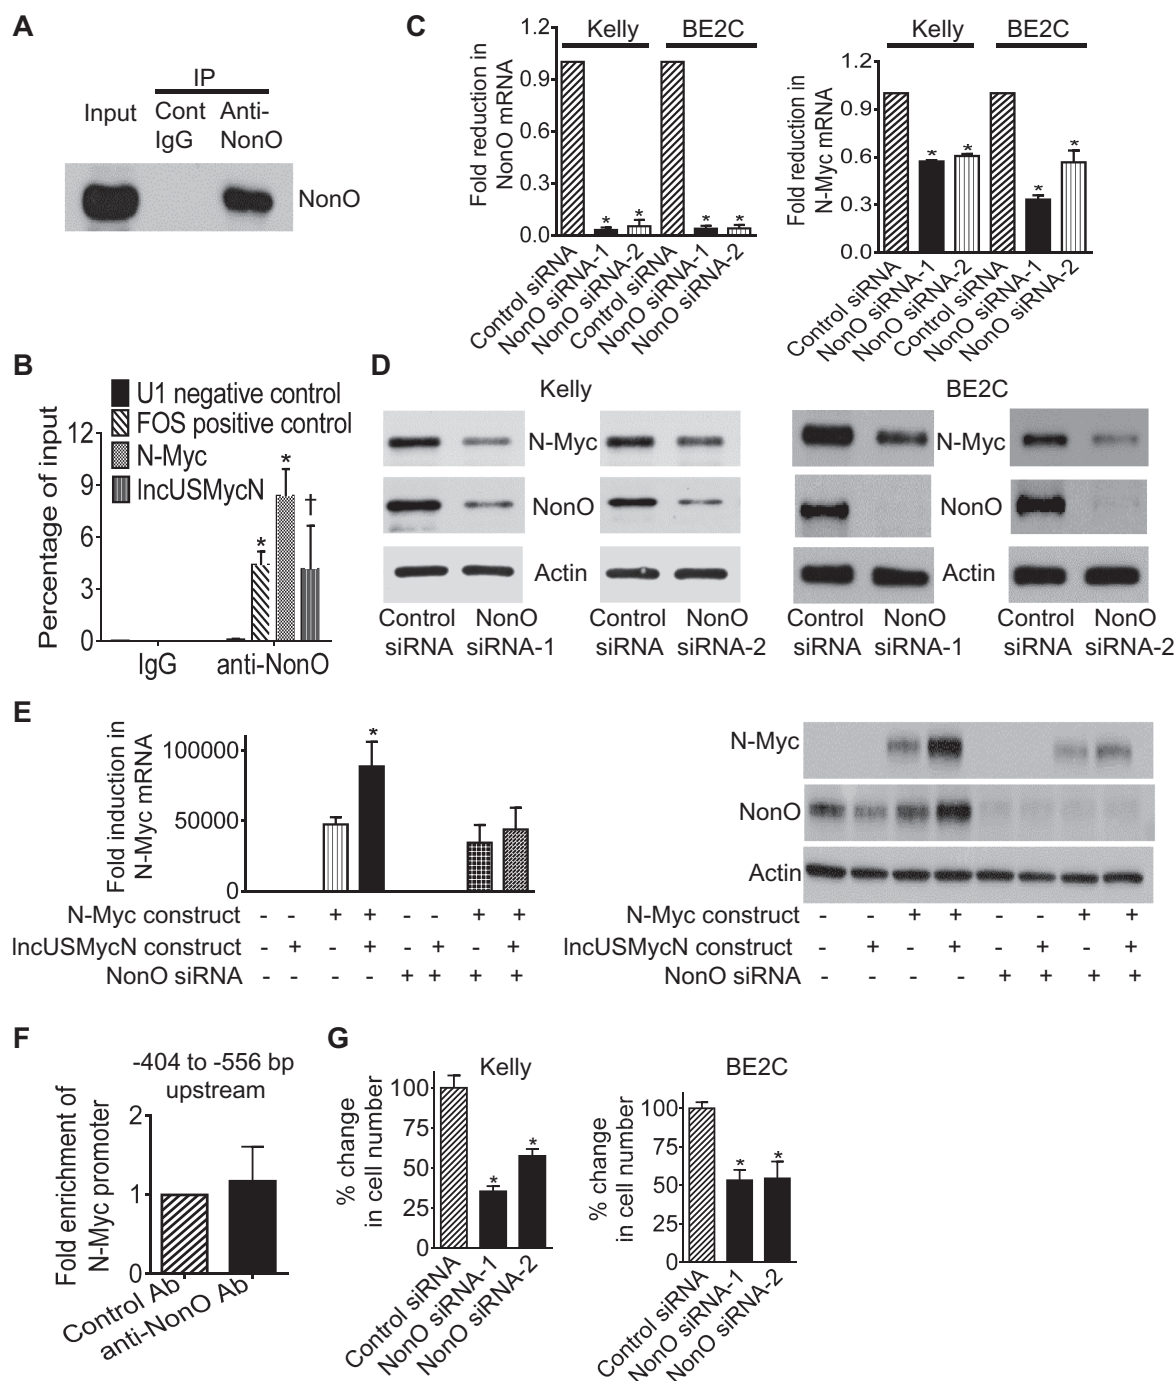 A
IP
Input
Cont
IgG
Anti-
NonO
NonO
B
U1 negative control
FOS positive control
N-Myc
lncUSMycN
Percentage of input
12
9
6
3
0
*
*
†
IgG
anti-NonO
C
Fold reduction in
NonO mRNA
1.2
0.9
0.6
0.3
0.0
Kelly
BE2C
*
*
*
*
Control siRNA
NonO siRNA-1
NonO siRNA-2
Control siRNA
NonO siRNA-1
NonO siRNA-2
Fold reduction in
N-Myc mRNA
1.2
0.9
0.6
0.3
0.0
Kelly
BE2C
*
*
*
*
Control siRNA
NonO siRNA-1
NonO siRNA-2
Control siRNA
NonO siRNA-1
NonO siRNA-2
D
Kelly
BE2C
N-Myc
N-Myc
NonO
NonO
Actin
Actin
Control
siRNA
NonO
siRNA-1
Control
siRNA
NonO
siRNA-2
Control
siRNA
NonO
siRNA-1
Control
siRNA
NonO
siRNA-2
E
Fold induction in
N-Myc mRNA
100000
50000
0
*
N-Myc construct - - + + - - + +
lncUSMycN construct - + - + - + - +
NonO siRNA - - - - + + + +
N-Myc
NonO
Actin
N-Myc construct - - + + - - + +
lncUSMycN construct - + - + - + - +
NonO siRNA - - - - + + + +
F
-404 to -556 bp
upstream
Fold enrichment of
N-Myc promoter
2
1
0
Control Ab
anti-NonO Ab
G
Kelly
% change
in cell number
100
75
50
25
0
*
*
Control siRNA
NonO siRNA-1
NonO siRNA-2
BE2C
% change
in cell number
100
75
50
25
0
*
*
Control siRNA
NonO siRNA-1
NonO siRNA-2